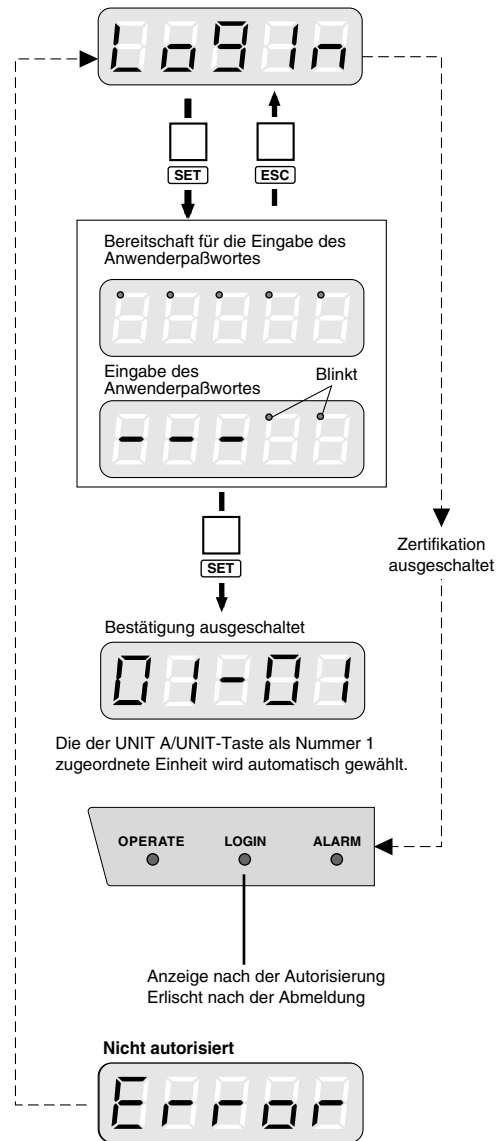 LogIn
SET
ESC
Bereitschaft für die Eingabe des
Anwenderpaßwortes
Eingabe des
Anwenderpaßwortes
Blinkt
- - -
SET
Zertifikation
ausgeschaltet
Bestätigung ausgeschaltet
01-01
Die der UNIT A/UNIT-Taste als Nummer 1
zugeordnete Einheit wird automatisch gewählt.
OPERATE LOGIN ALARM
Anzeige nach der Autorisierung
Erlischt nach der Abmeldung
Nicht autorisiert
Error